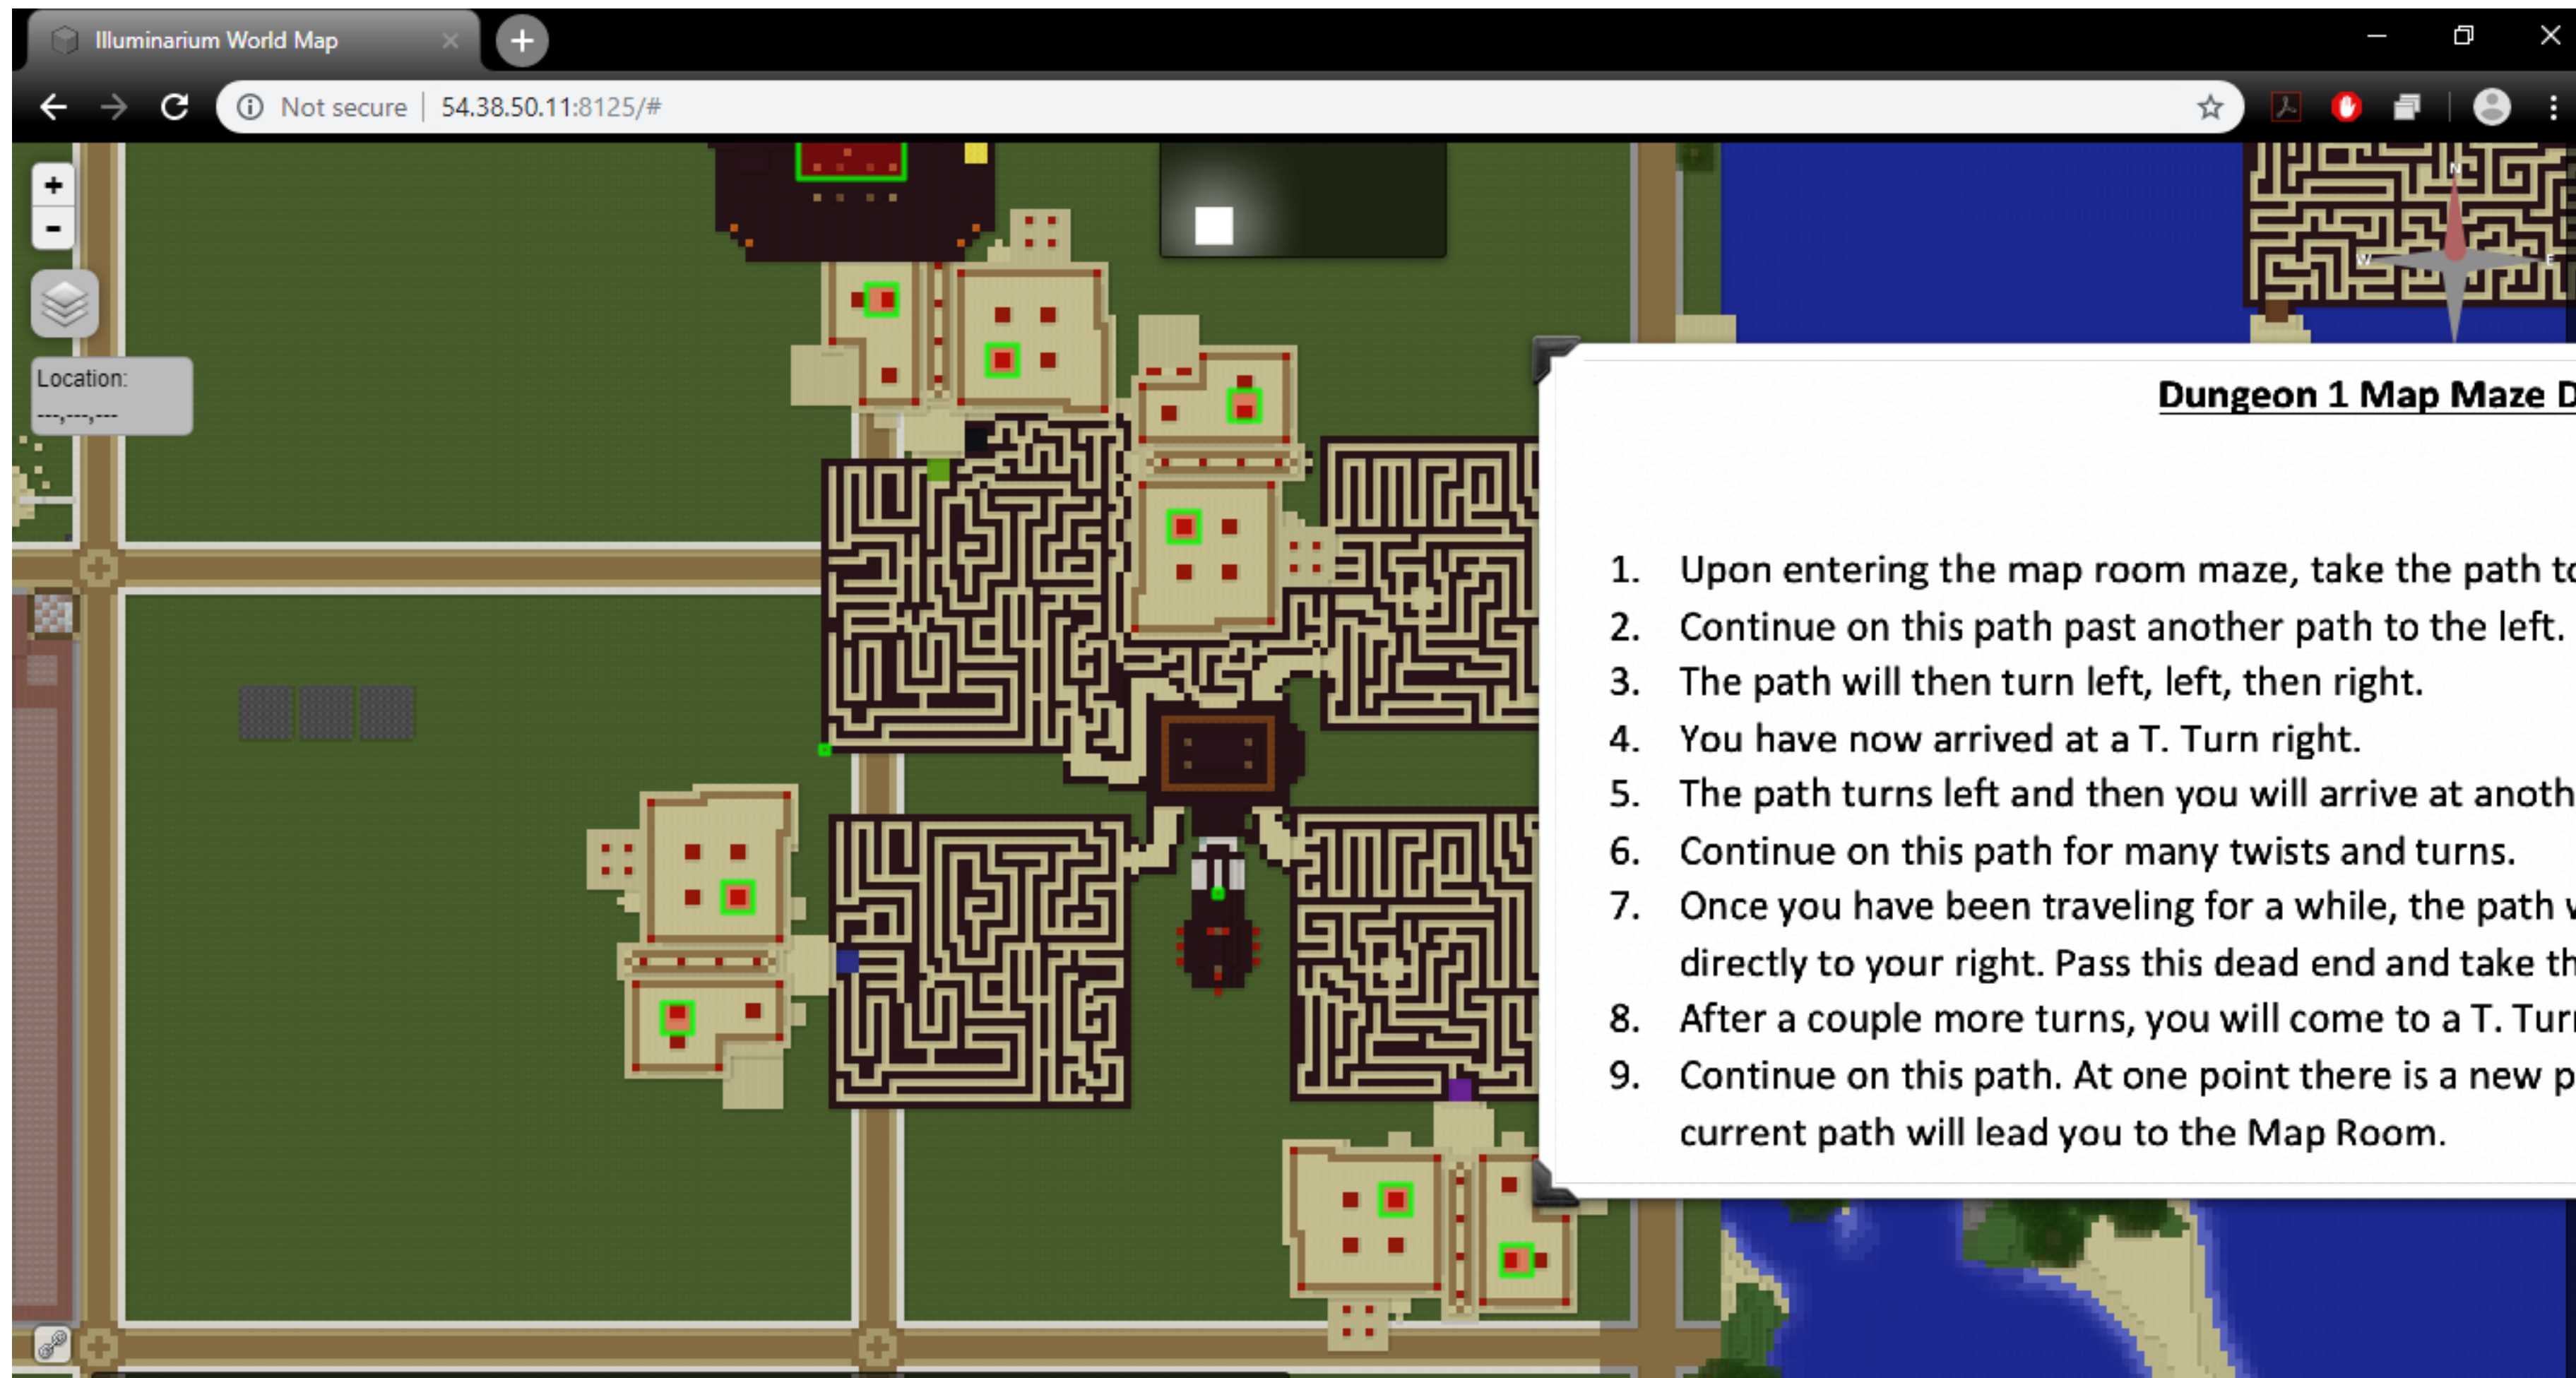 Illuminarium World Map
Not secure 54.38.50.11:8125/#
+
-
Location:
---,---,---
N
W E
Dungeon 1 Map Maze D
1. Upon entering the map room maze, take the path to
2. Continue on this path past another path to the left.
3. The path will then turn left, left, then right.
4. You have now arrived at a T. Turn right.
5. The path turns left and then you will arrive at anoth
6. Continue on this path for many twists and turns.
7. Once you have been traveling for a while, the path w
directly to your right. Pass this dead end and take th
8. After a couple more turns, you will come to a T. Turn
9. Continue on this path. At one point there is a new p
current path will lead you to the Map Room.